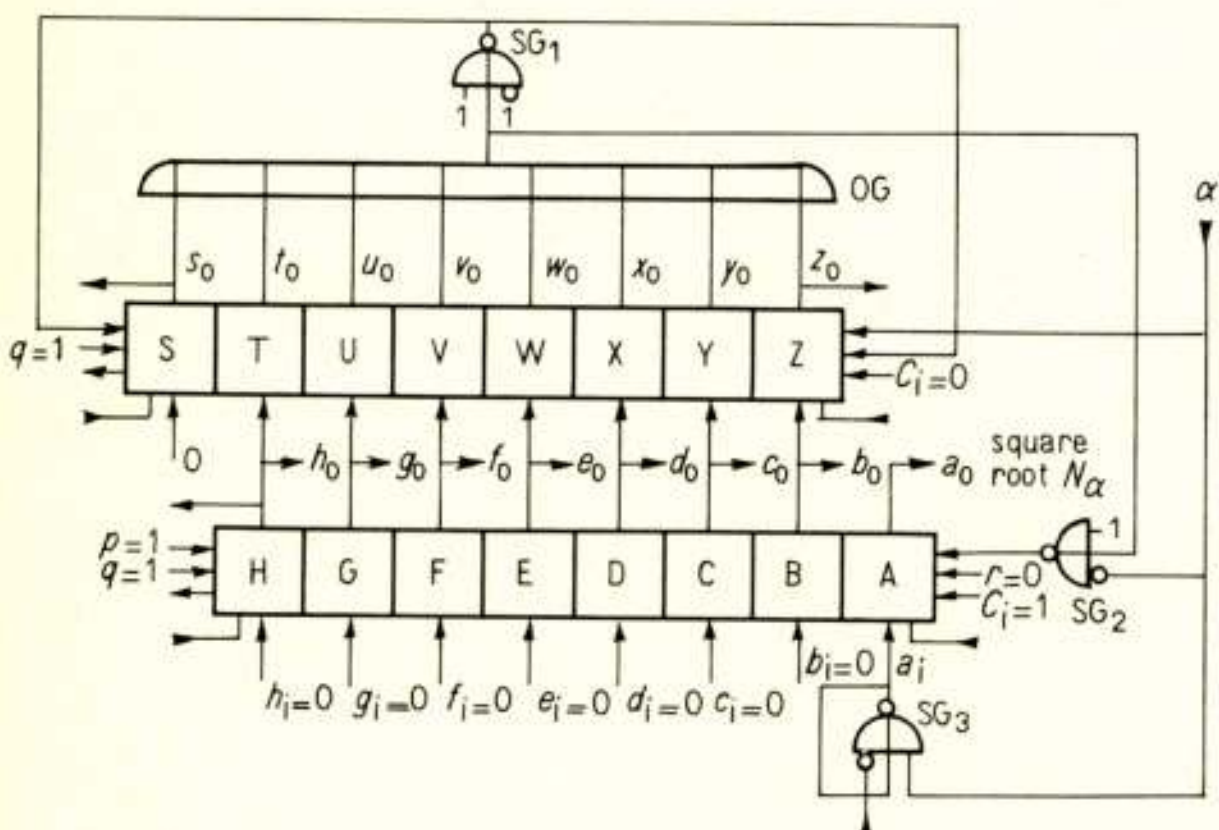 SG1
1 1
OG
α
s0 t0 u0 v0 w0 x0 y0 z0
q=1 S T U V W X Y Z Ci=0
0 h0 g0 f0 e0 d0 c0 b0 a0 square
root Nα
1
p=1
q=1 H G F E D C B A r=0
Ci=1 SG2
hi=0 gi=0 fi=0 ei=0 di=0 ci=0 bi=0 ai
SG3